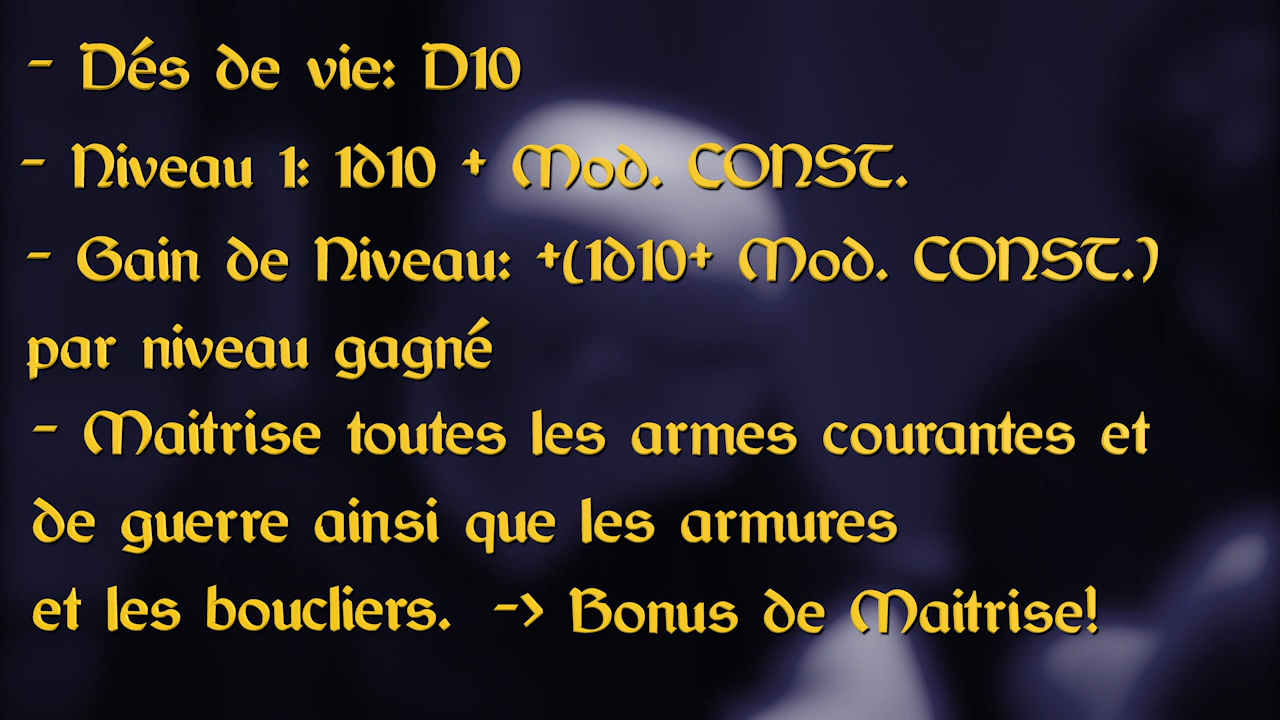 - Dés de vie: D10
- Niveau 1: 1d10 + Mod. CONST.
- Gain de Niveau: +(1d10+ Mod. CONST.)
par niveau gagné
- Maitrise toutes les armes courantes et
de guerre ainsi que les armures
et les boucliers. -> Bonus de Maitrise!